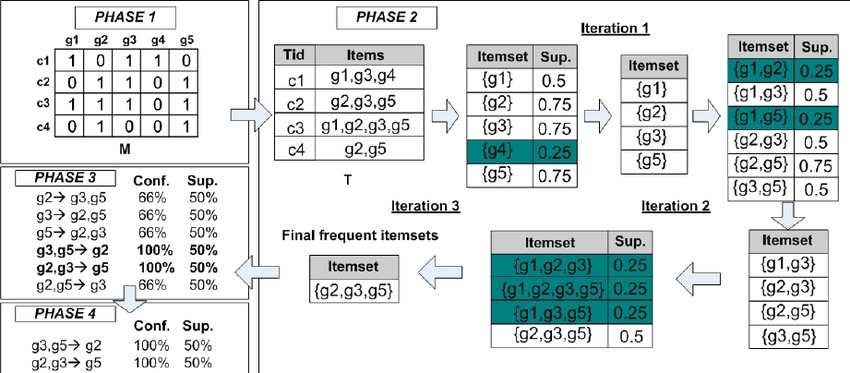 PHASE 1
g1 g2 g3 g4 g5
c1 1 0 1 1 0
c2 0 1 1 0 1
c3 1 1 1 0 1
c4 0 1 0 0 1
M
PHASE 2
Tid Items
c1 g1,g3,g4
c2 g2,g3,g5
c3 g1,g2,g3,g5
c4 g2,g5
T
Iteration 1
Itemset Sup.
{g1} 0.5
{g2} 0.75
{g3} 0.75
{g4} 0.25
{g5} 0.75
Itemset
{g1}
{g2}
{g3}
{g5}
Itemset Sup.
{g1,g2} 0.25
{g1,g3} 0.5
{g1,g5} 0.25
{g2,g3} 0.5
{g2,g5} 0.75
{g3,g5} 0.5
Iteration 2
Itemset
{g1,g3}
{g2,g3}
{g2,g5}
{g3,g5}
Itemset Sup.
{g1,g2,g3} 0.25
{g1,g2,g3,g5} 0.25
{g1,g3,g5} 0.25
{g2,g3,g5} 0.5
Iteration 3
Final frequent itemsets
Itemset
{g2,g3,g5}
PHASE 3
Conf. Sup.
g2→ g3,g5 66% 50%
g3→ g2,g5 66% 50%
g5→ g2,g3 66% 50%
g3,g5→ g2 100% 50%
g2,g3→ g5 100% 50%
g2,g5→ g3 66% 50%
PHASE 4
Conf. Sup.
g3,g5→ g2 100% 50%
g2,g3→ g5 100% 50%